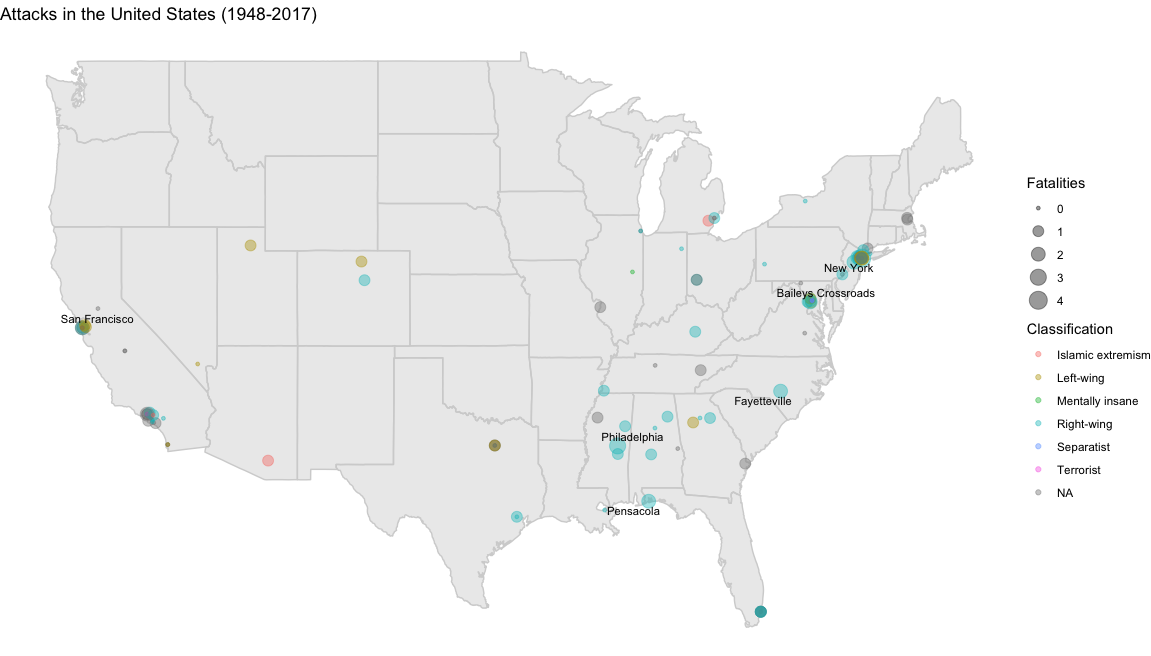 Attacks in the United States (1948-2017)
San Francisco
New York
Baileys Crossroads
Fayetteville
Philadelphia
Pensacola
Fatalities
0
1
2
3
4
Classification
Islamic extremism
Left-wing
Mentally insane
Right-wing
Separatist
Terrorist
NA